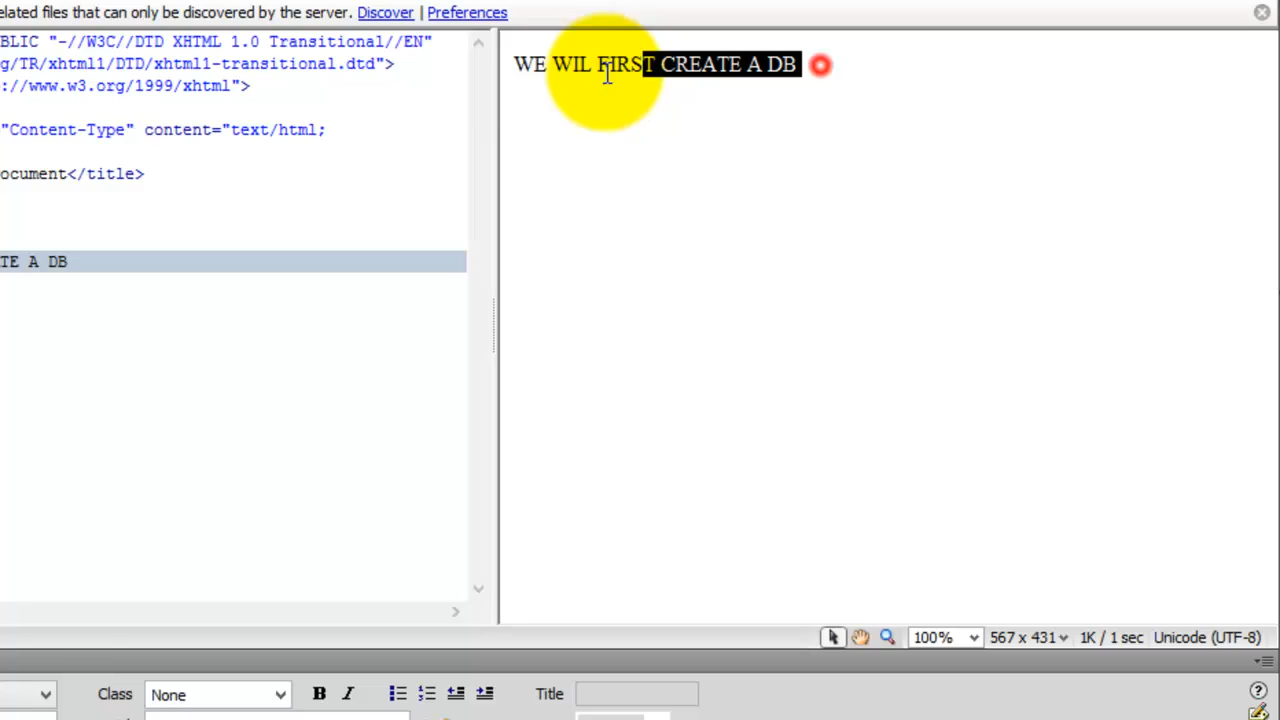 elated files that can only be discovered by the server. Discover | Preferences
BLIC "-//W3C//DTD XHTML 1.0 Transitional//EN"
g/TR/xhtml1/DTD/xhtml1-transitional.dtd">
://www.w3.org/1999/xhtml">
"Content-Type" content="text/html;
ocument</title>
TE A DB
WE WIL FIRST CREATE A DB
100% 567 x 431 1K / 1 sec Unicode (UTF-8)
Class None B I Title